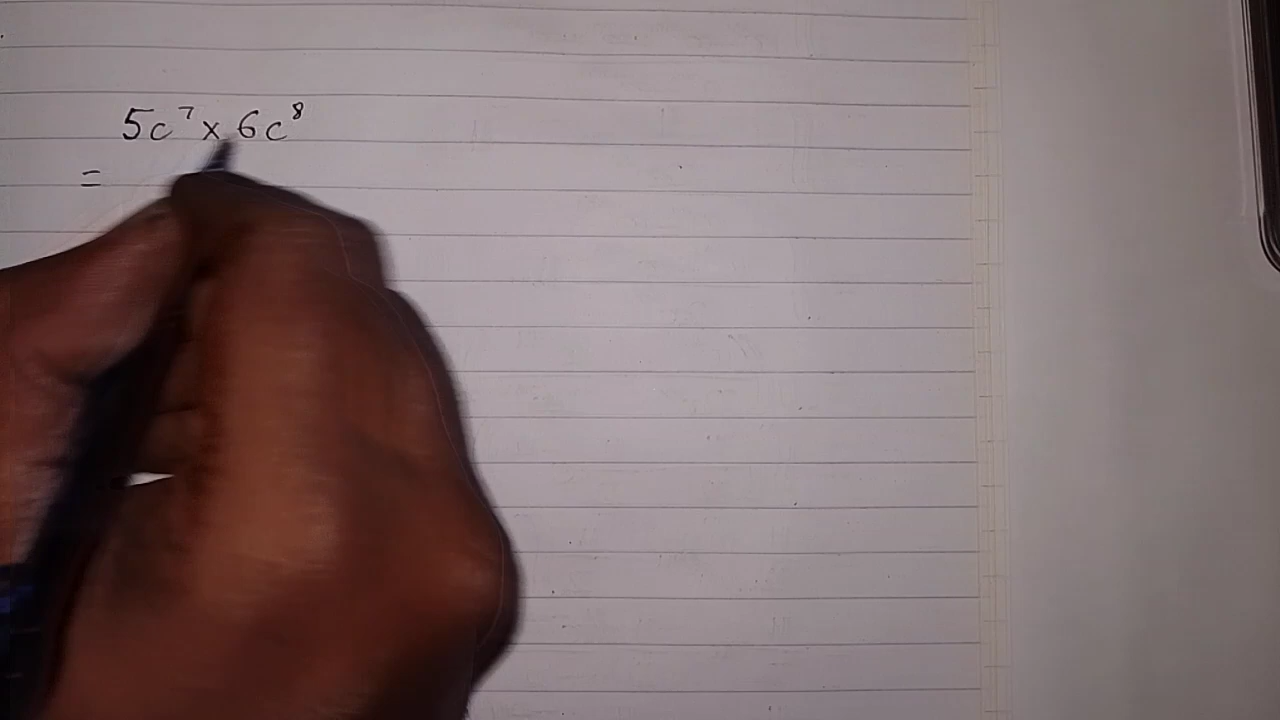 5c⁷ × 6c⁸
=